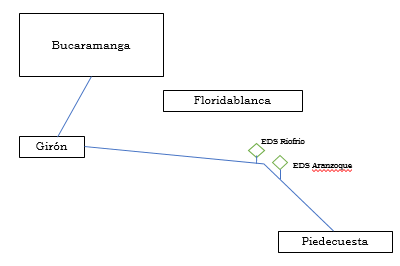 Bucaramanga
Floridablanca
EDS Riofrio
Girón
EDS Aranzoque
Piedecuesta